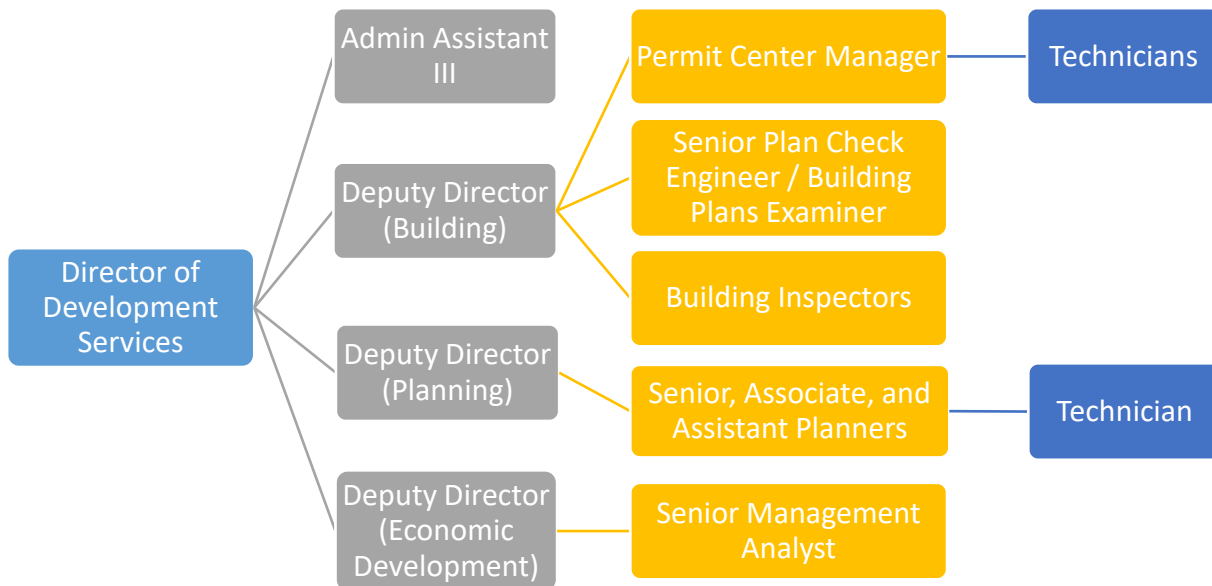 Director of
Development
Services
Admin Assistant
III
Deputy Director
(Building)
Deputy Director
(Planning)
Deputy Director
(Economic
Development)
Permit Center Manager
Senior Plan Check
Engineer / Building
Plans Examiner
Building Inspectors
Senior, Associate, and
Assistant Planners
Senior Management
Analyst
Technicians
Technician